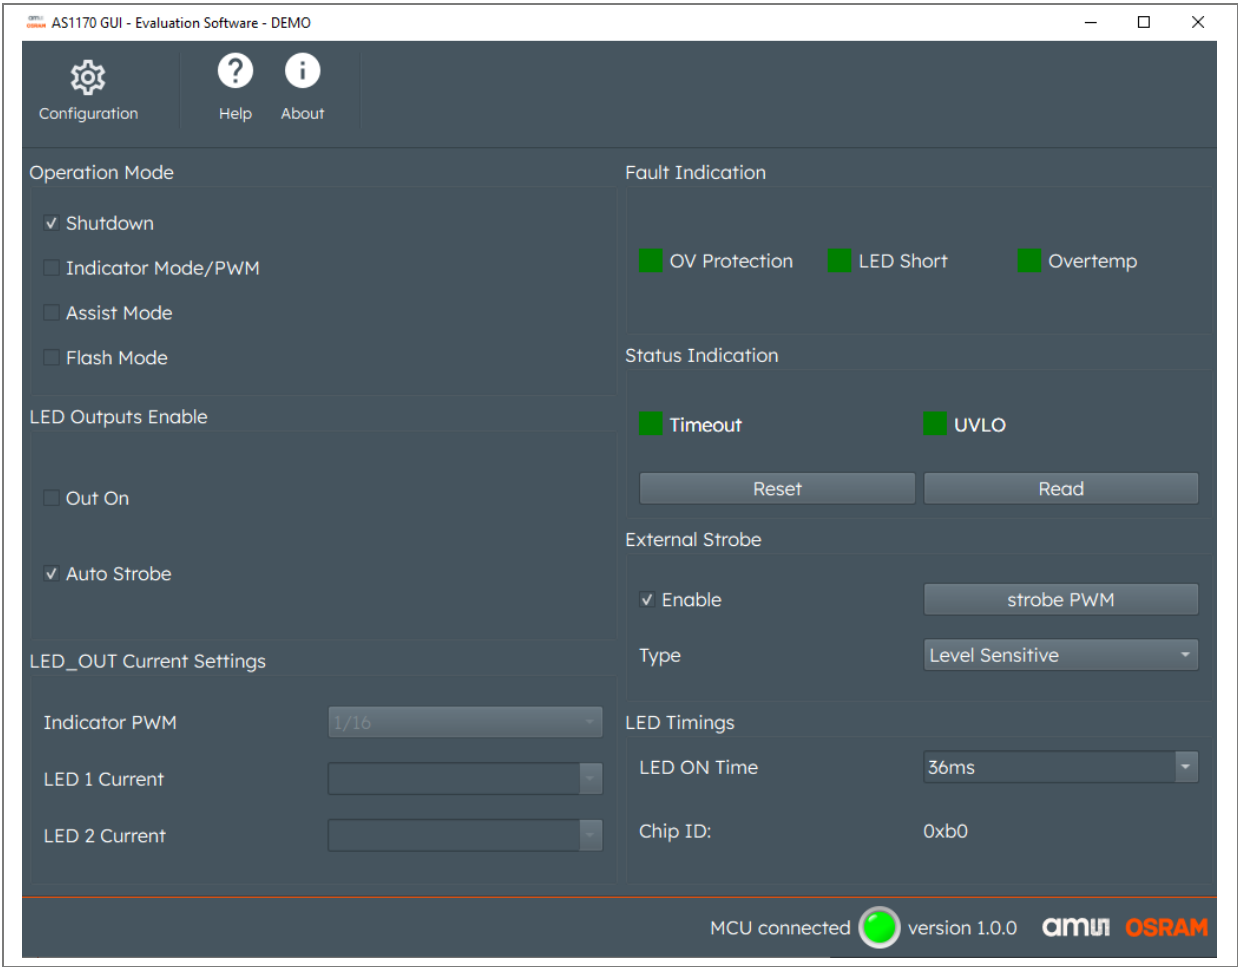 am OSRAM AS1170 GUI - Evaluation Software - DEMO
Configuration
Help
About
Operation Mode
Shutdown
Indicator Mode/PWM
Assist Mode
Flash Mode
LED Outputs Enable
Out On
Auto Strobe
LED_OUT Current Settings
Indicator PWM 1/16
LED 1 Current
LED 2 Current
Fault Indication
OV Protection LED Short Overtemp
Status Indication
Timeout UVLO
Reset Read
External Strobe
Enable strobe PWM
Type Level Sensitive
LED Timings
LED ON Time 36ms
Chip ID: 0xb0
MCU connected version 1.0.0 amu OSRAM